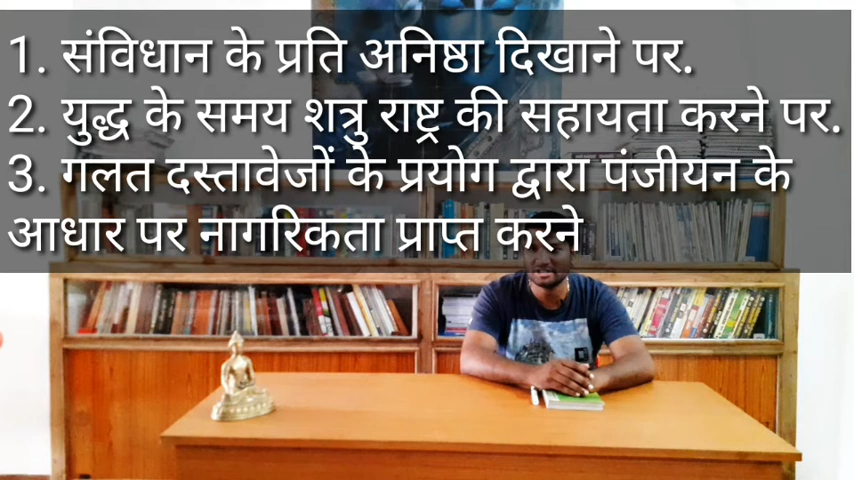 1. संविधान के प्रति अनिष्ठा दिखाने पर.
2. युद्ध के समय शत्रु राष्ट्र की सहायता करने पर.
3. गलत दस्तावेजों के प्रयोग द्वारा पंजीयन के
आधार पर नागरिकता प्राप्त करने